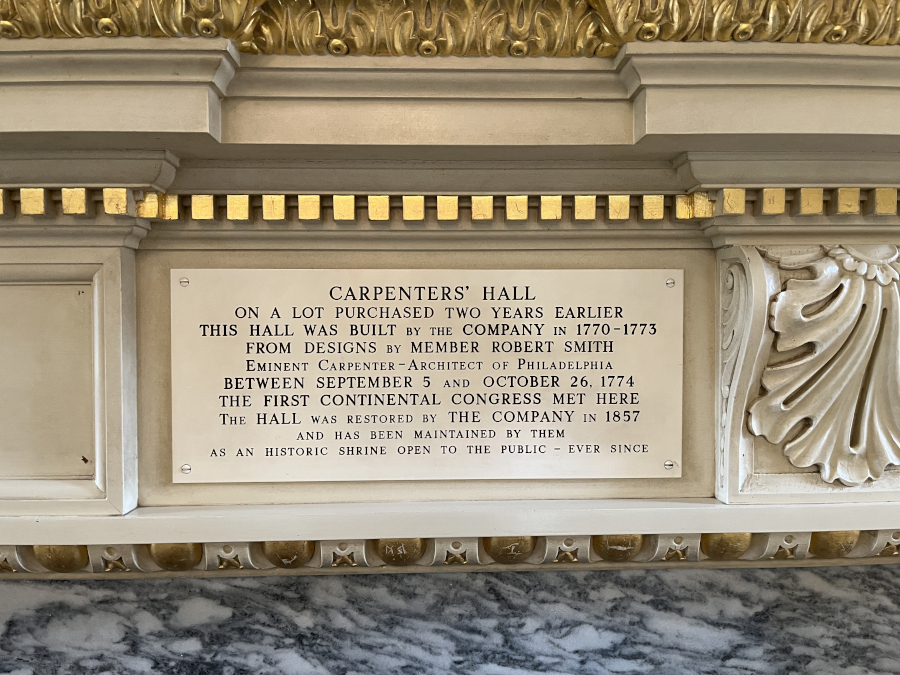 CARPENTERS' HALL
ON A LOT PURCHASED TWO YEARS EARLIER
THIS HALL WAS BUILT BY THE COMPANY IN 1770-1773
FROM DESIGNS BY MEMBER ROBERT SMITH
EMINENT CARPENTER-ARCHITECT OF PHILADELPHIA
BETWEEN SEPTEMBER 5 AND OCTOBER 26, 1774
THE FIRST CONTINENTAL CONGRESS MET HERE
THE HALL WAS RESTORED BY THE COMPANY IN 1857
AND HAS BEEN MAINTAINED BY THEM
AS AN HISTORIC SHRINE OPEN TO THE PUBLIC - EVER SINCE